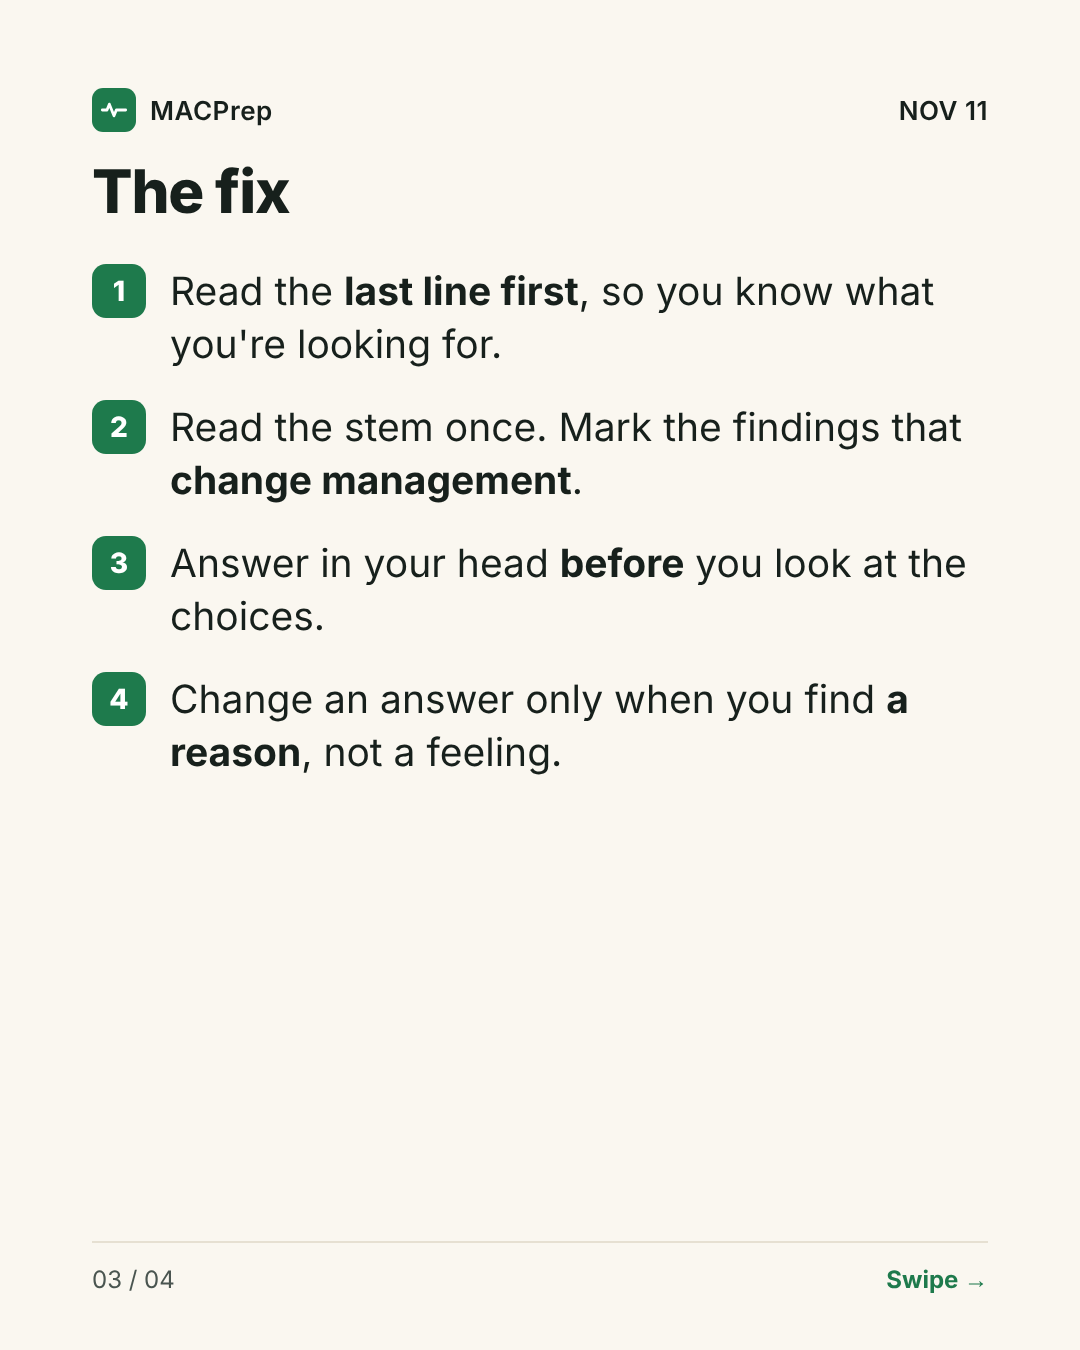 MACPrep
NOV 11
The fix
1 Read the last line first, so you know what
you're looking for.
2 Read the stem once. Mark the findings that
change management.
3 Answer in your head before you look at the
choices.
4 Change an answer only when you find a
reason, not a feeling.
03 / 04
Swipe →